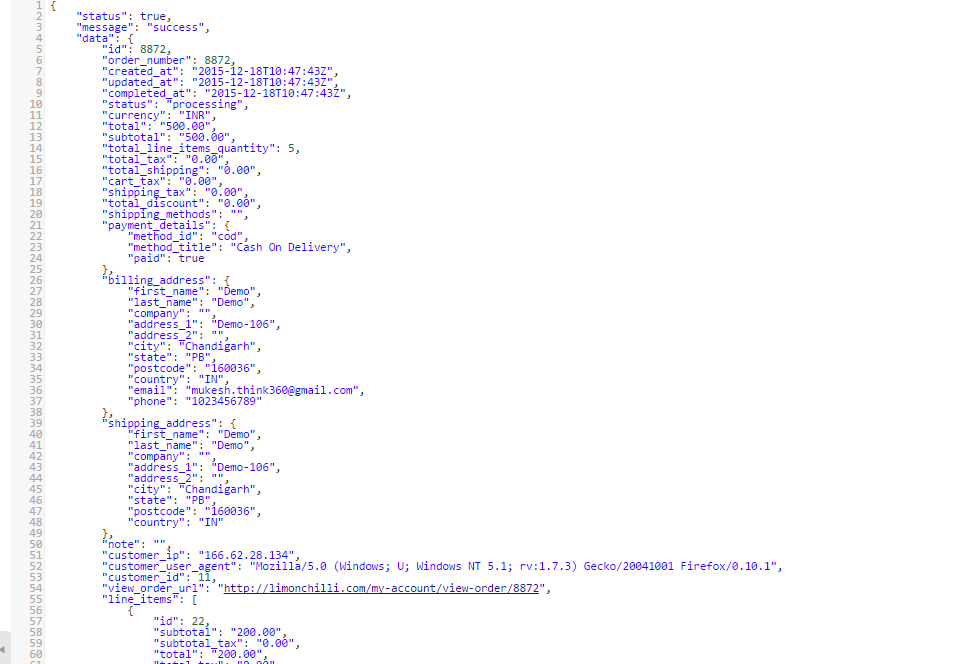 1 {
2 "status": true,
3 "message": "success",
4 "data": {
5 "id": 8872,
6 "order_number": 8872,
7 "created_at": "2015-12-18T10:47:43Z",
8 "updated_at": "2015-12-18T10:47:43Z",
9 "completed_at": "2015-12-18T10:47:43Z",
10 "status": "processing",
11 "currency": "INR",
12 "total": "500.00",
13 "subtotal": "500.00",
14 "total_line_items_quantity": 5,
15 "total_tax": "0.00",
16 "total_shipping": "0.00",
17 "cart_tax": "0.00",
18 "shipping_tax": "0.00",
19 "total_discount": "0.00",
20 "shipping_methods": "",
21 "payment_details": {
22 "method_id": "cod",
23 "method_title": "Cash On Delivery",
24 "paid": true
25 },
26 "billing_address": {
27 "first_name": "Demo",
28 "last_name": "Demo",
29 "company": "",
30 "address_1": "Demo-106",
31 "address_2": "",
32 "city": "Chandigarh",
33 "state": "PB",
34 "postcode": "160036",
35 "country": "IN",
36 "email": "mukesh.think360@gmail.com",
37 "phone": "1023456789"
38 },
39 "shipping_address": {
40 "first_name": "Demo",
41 "last_name": "Demo",
42 "company": "",
43 "address_1": "Demo-106",
44 "address_2": "",
45 "city": "Chandigarh",
46 "state": "PB",
47 "postcode": "160036",
48 "country": "IN"
49 },
50 "note": "",
51 "customer_ip": "166.62.28.134",
52 "customer_user_agent": "Mozilla/5.0 (Windows; U; Windows NT 5.1; rv:1.7.3) Gecko/20041001 Firefox/0.10.1",
53 "customer_id": 11,
54 "view_order_url": "http://limonchilli.com/my-account/view-order/8872",
55 "line_items": [
56 {
57 "id": 22,
58 "subtotal": "200.00",
59 "subtotal_tax": "0.00",
60 "total": "200.00",
61 "total_tax": "0.00",